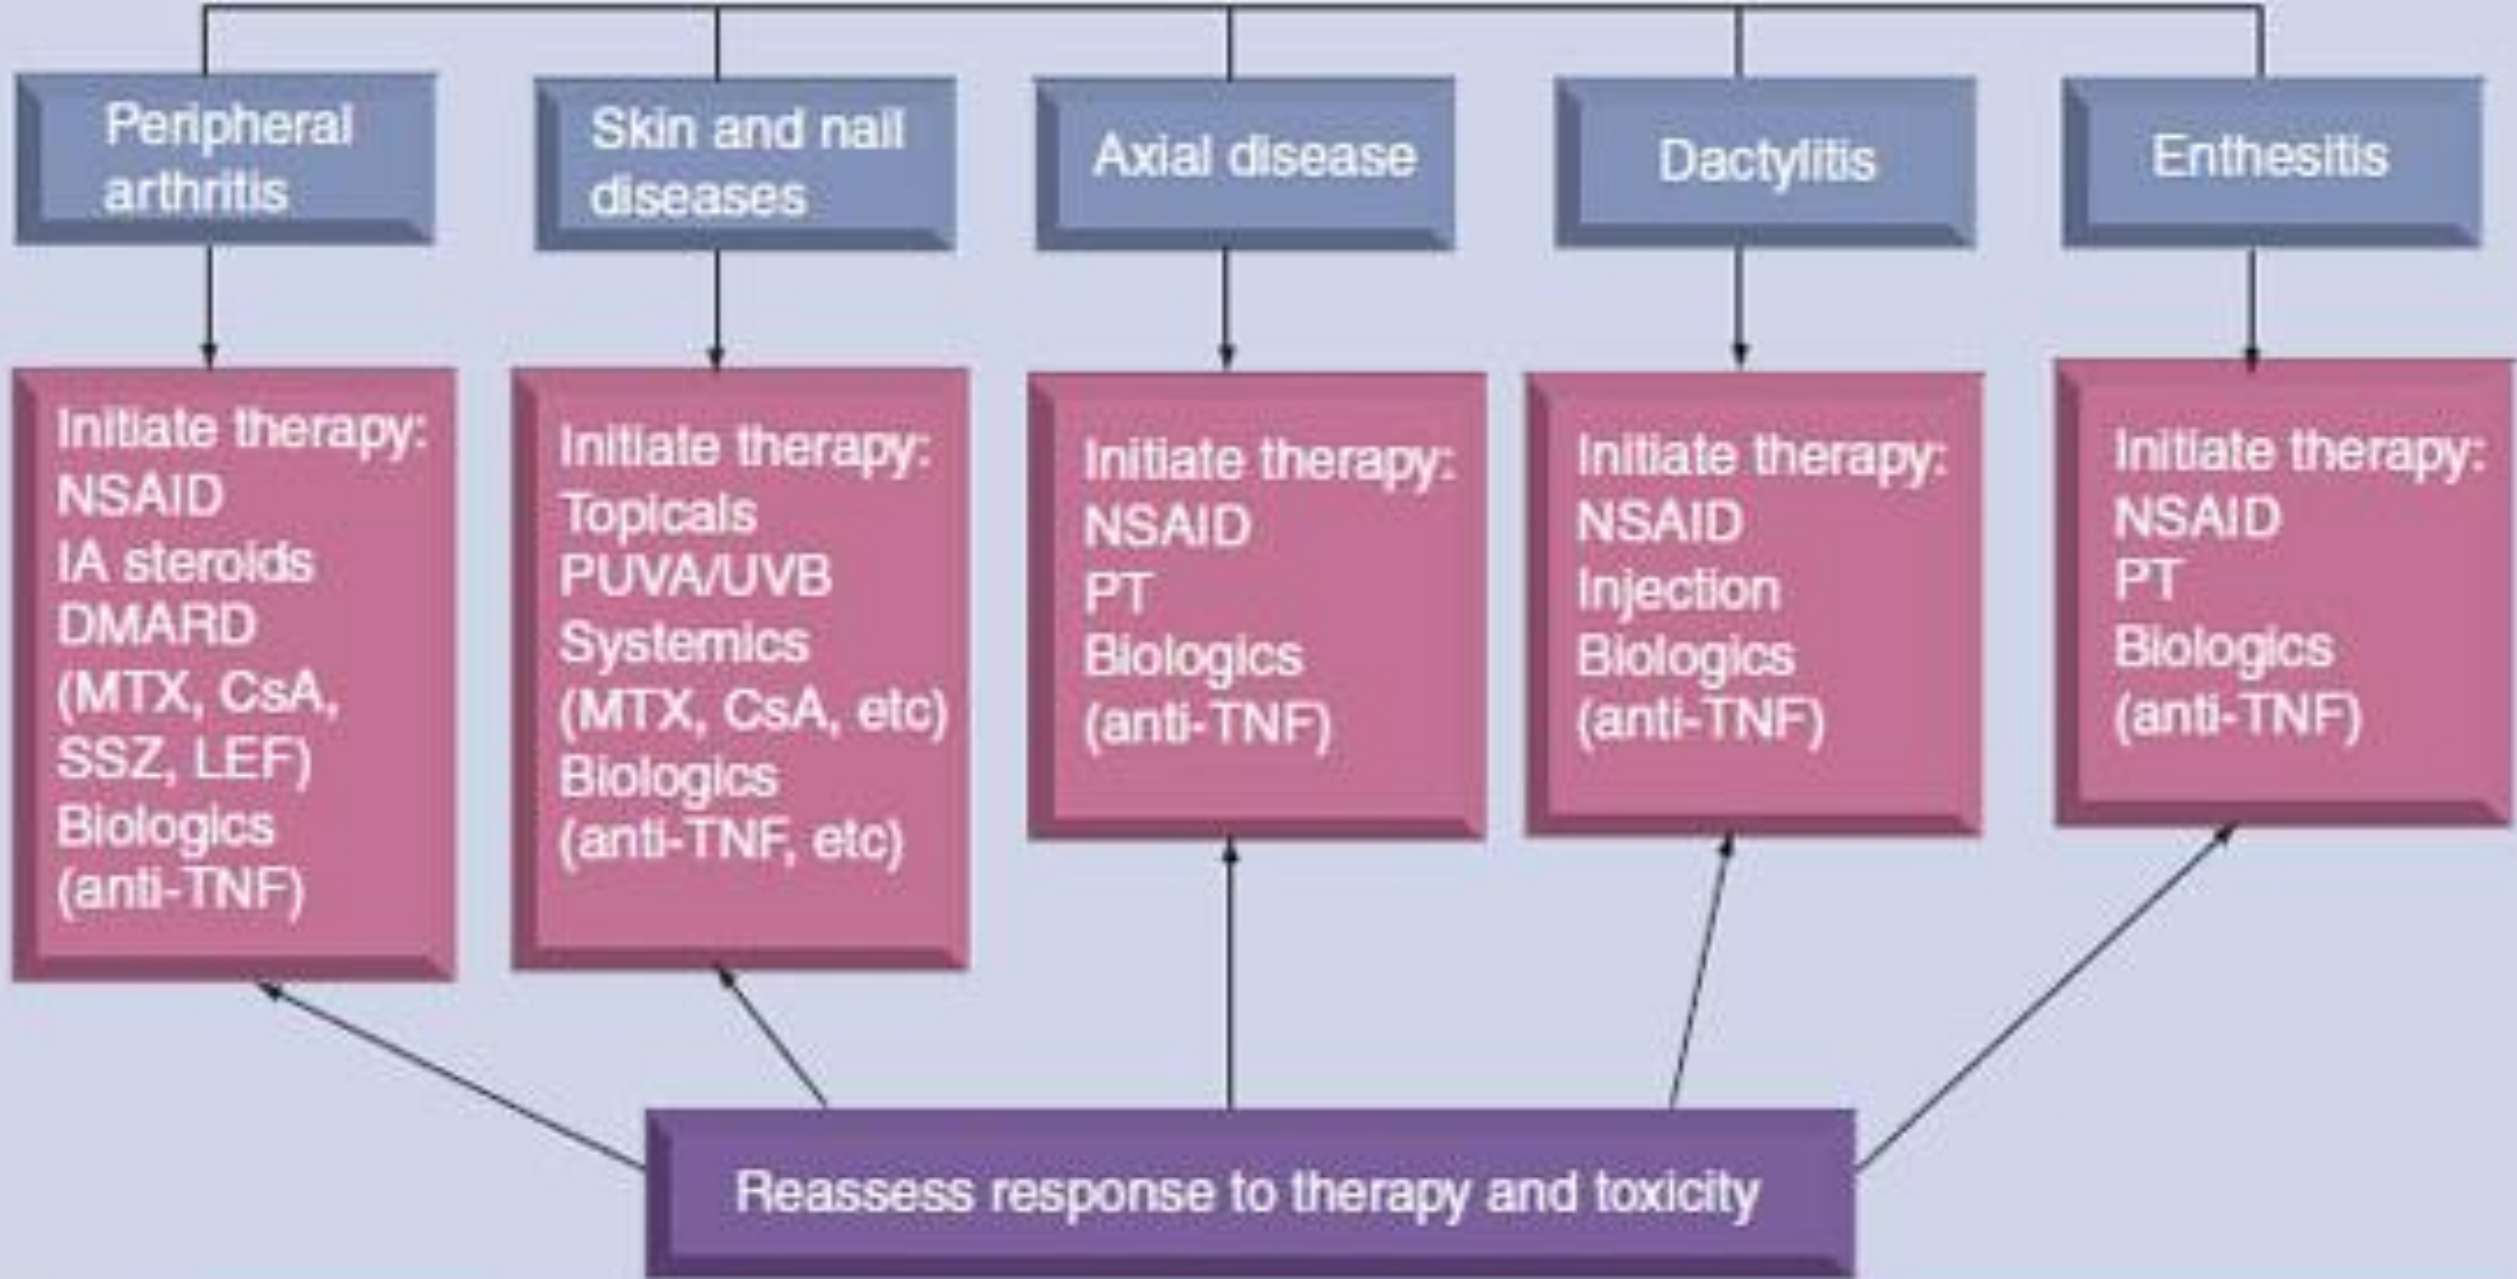 Peripheral
arthritis
Skin and nail
diseases
Axial disease
Dactylitis
Enthesitis
Initiate therapy:
NSAID
IA steroids
DMARD
(MTX, CsA,
SSZ, LEF)
Biologics
(anti-TNF)
Initiate therapy:
Topicals
PUVA/UVB
Systemics
(MTX, CsA, etc)
Biologics
(anti-TNF, etc)
Initiate therapy:
NSAID
PT
Biologics
(anti-TNF)
Initiate therapy:
NSAID
Injection
Biologics
(anti-TNF)
Initiate therapy:
NSAID
PT
Biologics
(anti-TNF)
Reassess response to therapy and toxicity